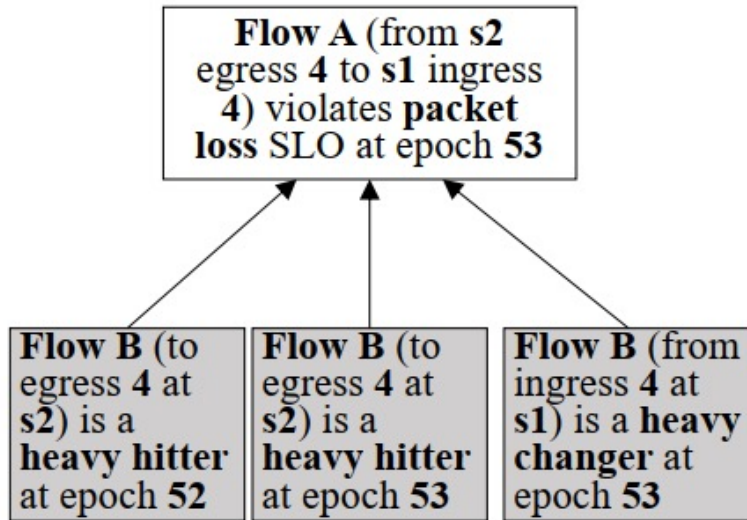 Flow A (from s2
egress 4 to s1 ingress
4) violates packet
loss SLO at epoch 53
Flow B (to
egress 4 at
s2) is a
heavy hitter
at epoch 52
Flow B (to
egress 4 at
s2) is a
heavy hitter
at epoch 53
Flow B (from
ingress 4 at
s1) is a heavy
changer at
epoch 53